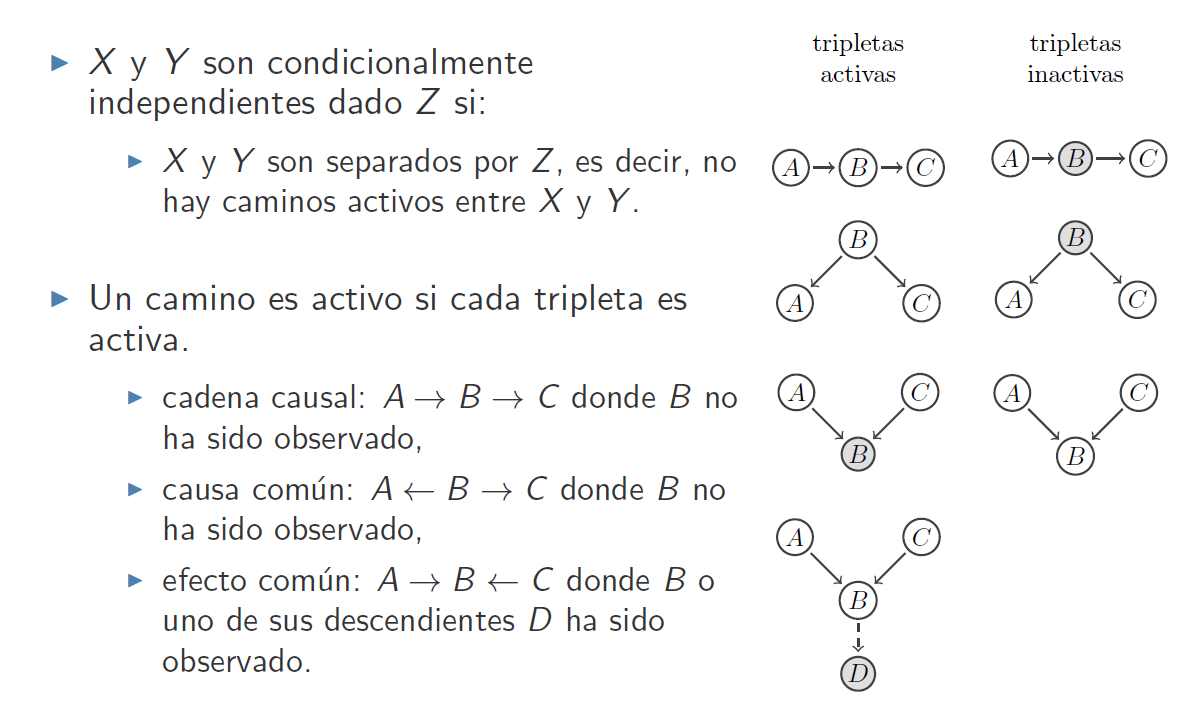 ▶ X y Y son condicionalmente
independientes dado Z si:
▶ X y Y son separados por Z, es decir, no
hay caminos activos entre X y Y.
▶ Un camino es activo si cada tripleta es
activa.
▶ cadena causal: A → B → C donde B no
ha sido observado,
▶ causa común: A ← B → C donde B no
ha sido observado,
▶ efecto común: A → B ← C donde B o
uno de sus descendientes D ha sido
observado.
tripletas
activas
A B C
B
A C
A C
B
A C
B
D
tripletas
inactivas
A B C
B
A C
A C
B